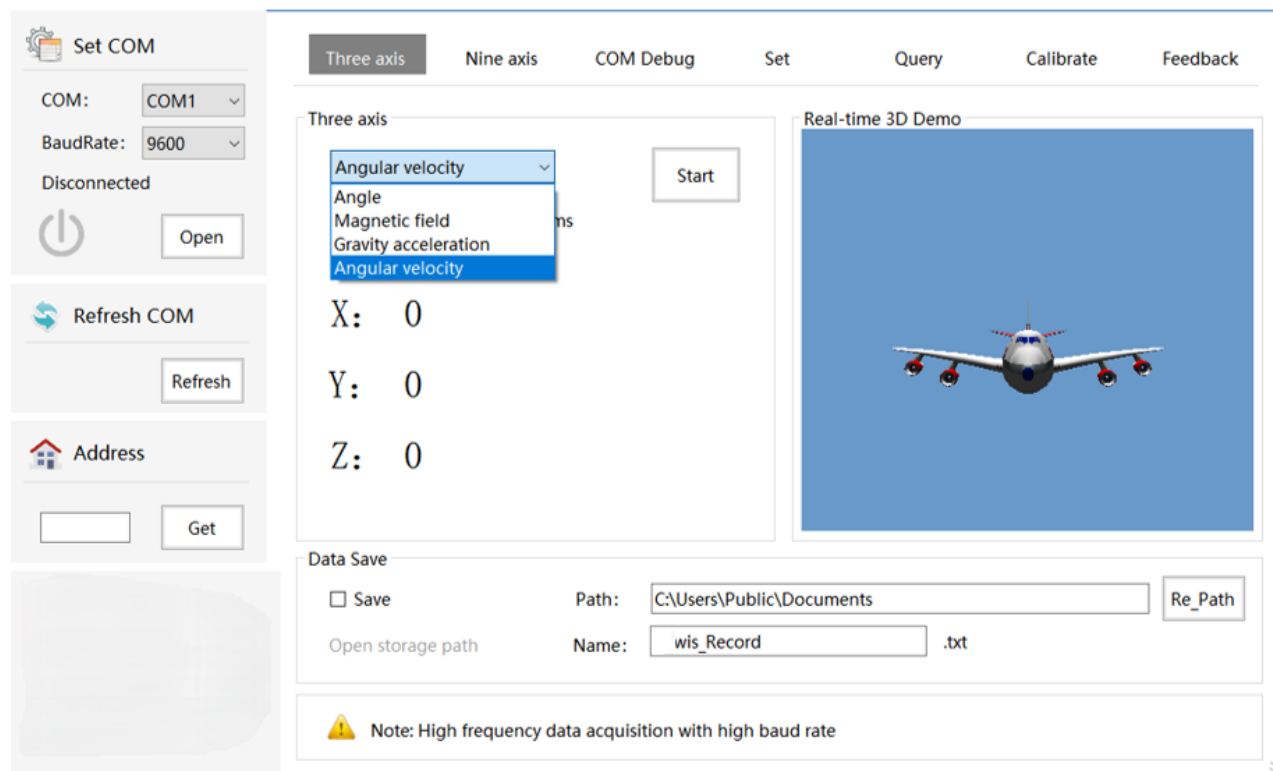 Set COM
COM: COM1
BaudRate: 9600
Disconnected
Open
Refresh COM
Refresh
Address
Get
Three axis Nine axis COM Debug Set Query Calibrate Feedback
Three axis
Angular velocity
Start
Angle
Magnetic field
ms
Gravity acceleration
Angular velocity
X: 0
Y: 0
Z: 0
Real-time 3D Demo
Data Save
Save Path: C:\Users\Public\Documents Re_Path
Open storage path Name: wis_Record .txt
Note: High frequency data acquisition with high baud rate